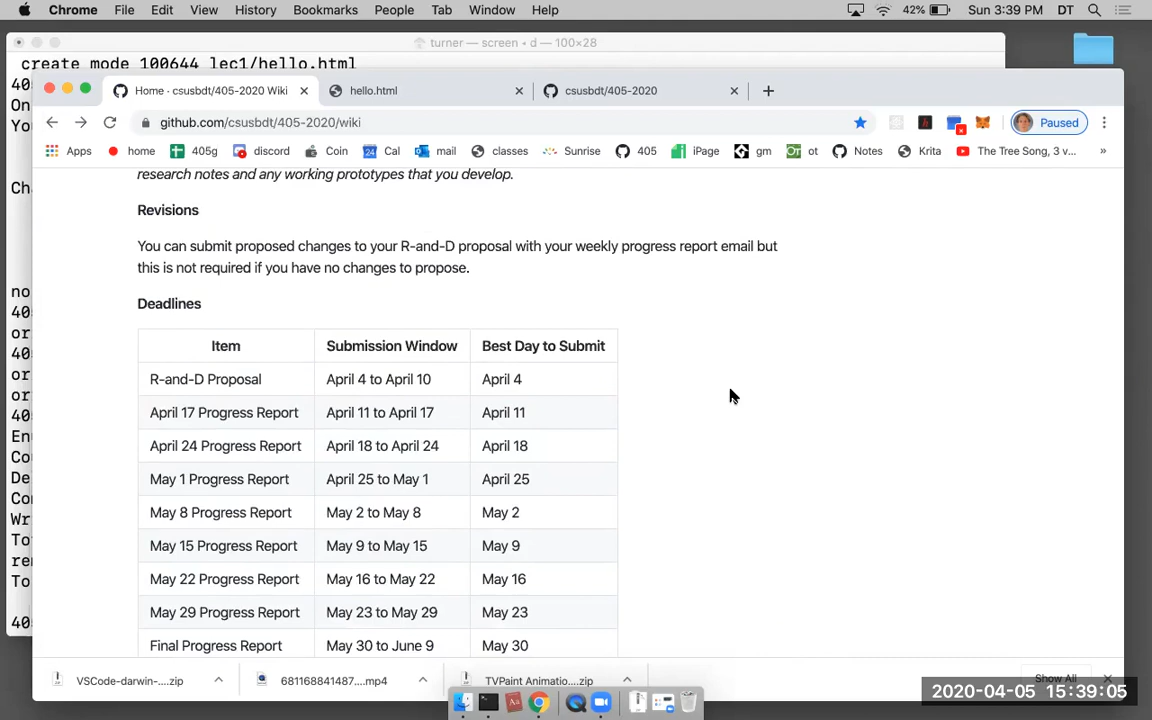 Chrome File Edit View History Bookmarks People Tab Window Help 42% Sun 3:39 PM DT
turner — screen ◂ d — 100×28
create mode 100644 lec1/hello.html
Home · csusbdt/405-2020 Wiki hello.html csusbdt/405-2020
github.com/csusbdt/405-2020/wiki Paused
Apps home 405g discord Coin Cal mail classes Sunrise 405 iPage gm ot Notes Krita The Tree Song, 3 v... »
research notes and any working prototypes that you develop.
Revisions
You can submit proposed changes to your R-and-D proposal with your weekly progress report email but
this is not required if you have no changes to propose.
Deadlines
Item Submission Window Best Day to Submit
R-and-D Proposal April 4 to April 10 April 4
April 17 Progress Report April 11 to April 17 April 11
April 24 Progress Report April 18 to April 24 April 18
May 1 Progress Report April 25 to May 1 April 25
May 8 Progress Report May 2 to May 8 May 2
May 15 Progress Report May 9 to May 15 May 9
May 22 Progress Report May 16 to May 22 May 16
May 29 Progress Report May 23 to May 29 May 23
Final Progress Report May 30 to June 9 May 30
VSCode-darwin-....zip 681168841487....mp4 TVPaint Animatio....zip Show All
2020-04-05 15:39:05